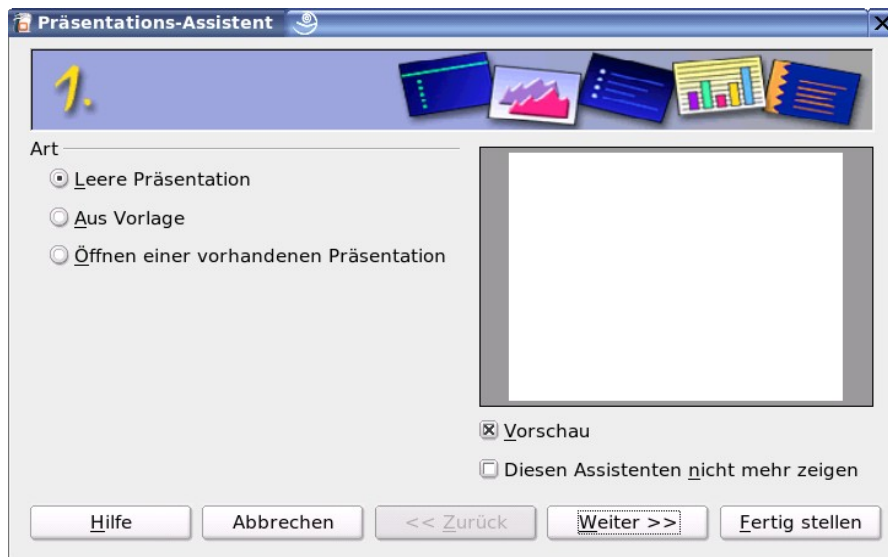 Präsentations-Assistent
1.
Art
Leere Präsentation
Aus Vorlage
Öffnen einer vorhandenen Präsentation
Vorschau
Diesen Assistenten nicht mehr zeigen
Hilfe
Abbrechen
<< Zurück
Weiter >>
Fertig stellen